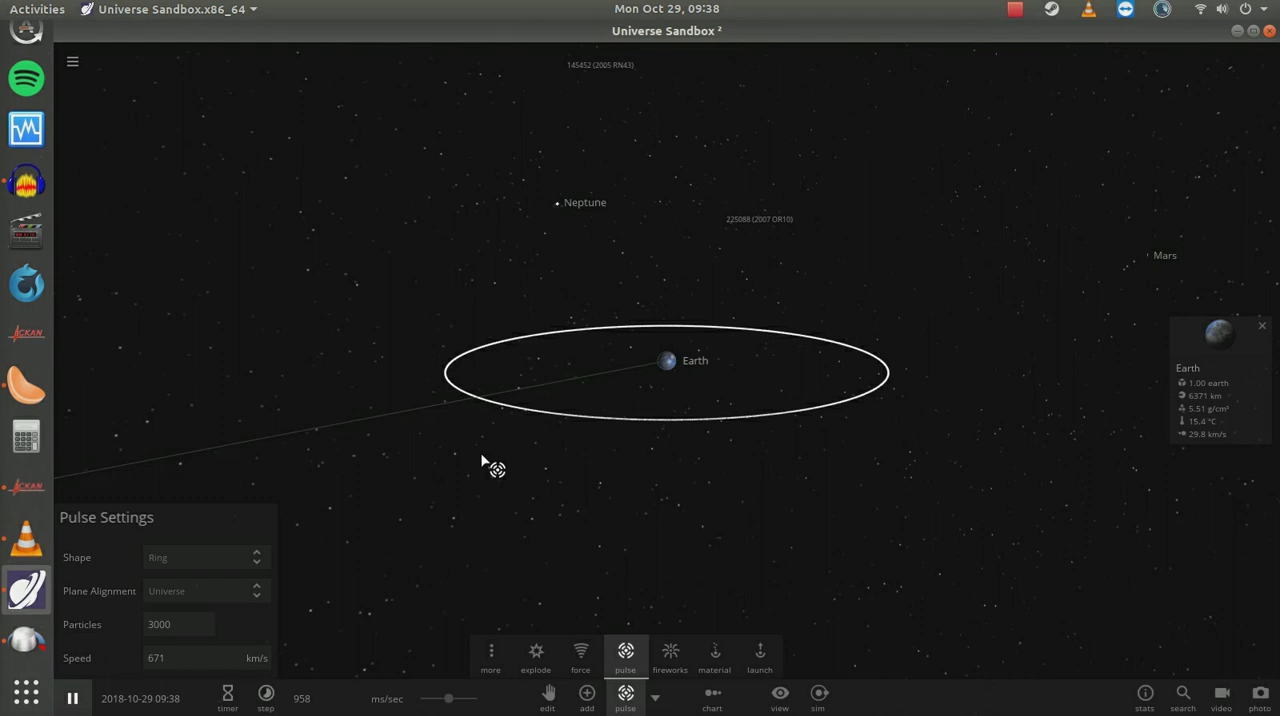 Activities
Universe Sandbox.x86_64
Mon Oct 29, 09:38
Universe Sandbox ²
145452 (2005 RN43)
Neptune
225088 (2007 OR10)
Mars
Earth
Earth
1.00 earth
6371 km
5.51 g/cm³
15.4 °C
29.8 km/s
CKAN
CKAN
Pulse Settings
Shape Ring
Plane Alignment Universe
Particles 3000
Speed 671 km/s
more explode force pulse fireworks material launch
2018-10-29 09:38 timer step 958 ms/sec edit add pulse chart view sim stats search video photo